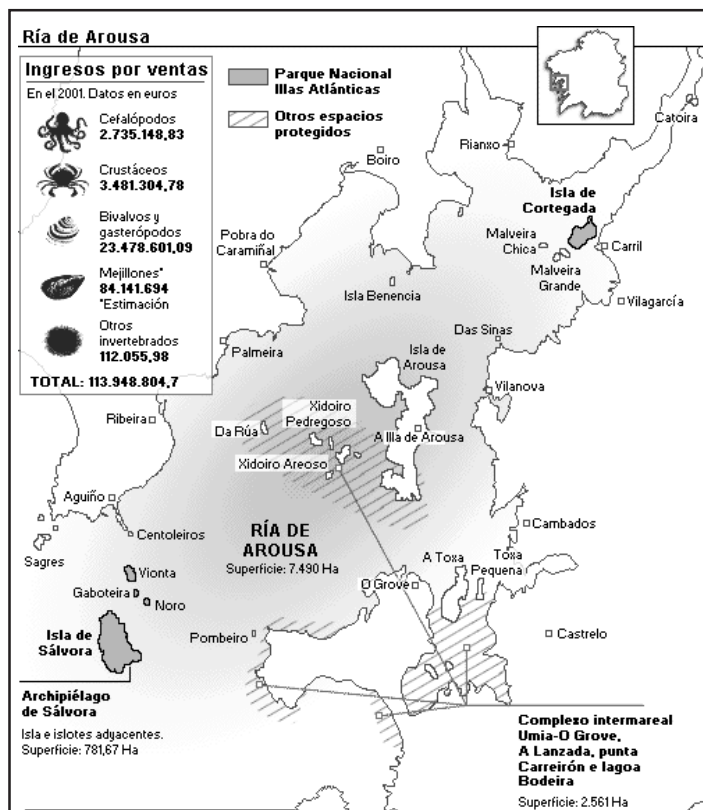 Ría de Arousa
Ingresos por ventas
En el 2001. Datos en euros
Cefalópodos
2.735.148,83
Crustáceos
3.481.304,78
Bivalvos y
gasterópodos
23.478.601,09
Mejillones*
84.141.694
*Estimación
Otros
invertebrados
112.055,98
TOTAL: 113.948.804,7
Parque Nacional
Illas Atlánticas
Otros espacios
protegidos
Catoira
Rianxo
Boiro
Isla de
Cortegada
Malveira
Chica
Carril
Malveira
Grande
Pobra do
Caramiñal
Isla Benencia
Vilagarcía
Das Sinas
Palmeira
Isla de
Arousa
Vilanova
Ribeira
Xidoiro
Pedregoso
Da Rúa
A Illa de Arousa
Xidoiro Areoso
Aguiño
Centoleiros
Sagres
RÍA DE
AROUSA
Superficie: 7.490 Ha
Cambados
A Toxa
Toxa
Pequena
O Grove
Vionta
Gaboteira
Noro
Isla de
Sálvora
Pombeiro
Castrelo
Archipiélago
de Sálvora
Isla e islotes adjacentes.
Superficie: 781,67 Ha
Complexo intermareal
Umia-O Grove,
A Lanzada, punta
Carreirón e lagoa
Bodeira
Superficie: 2.561 Ha